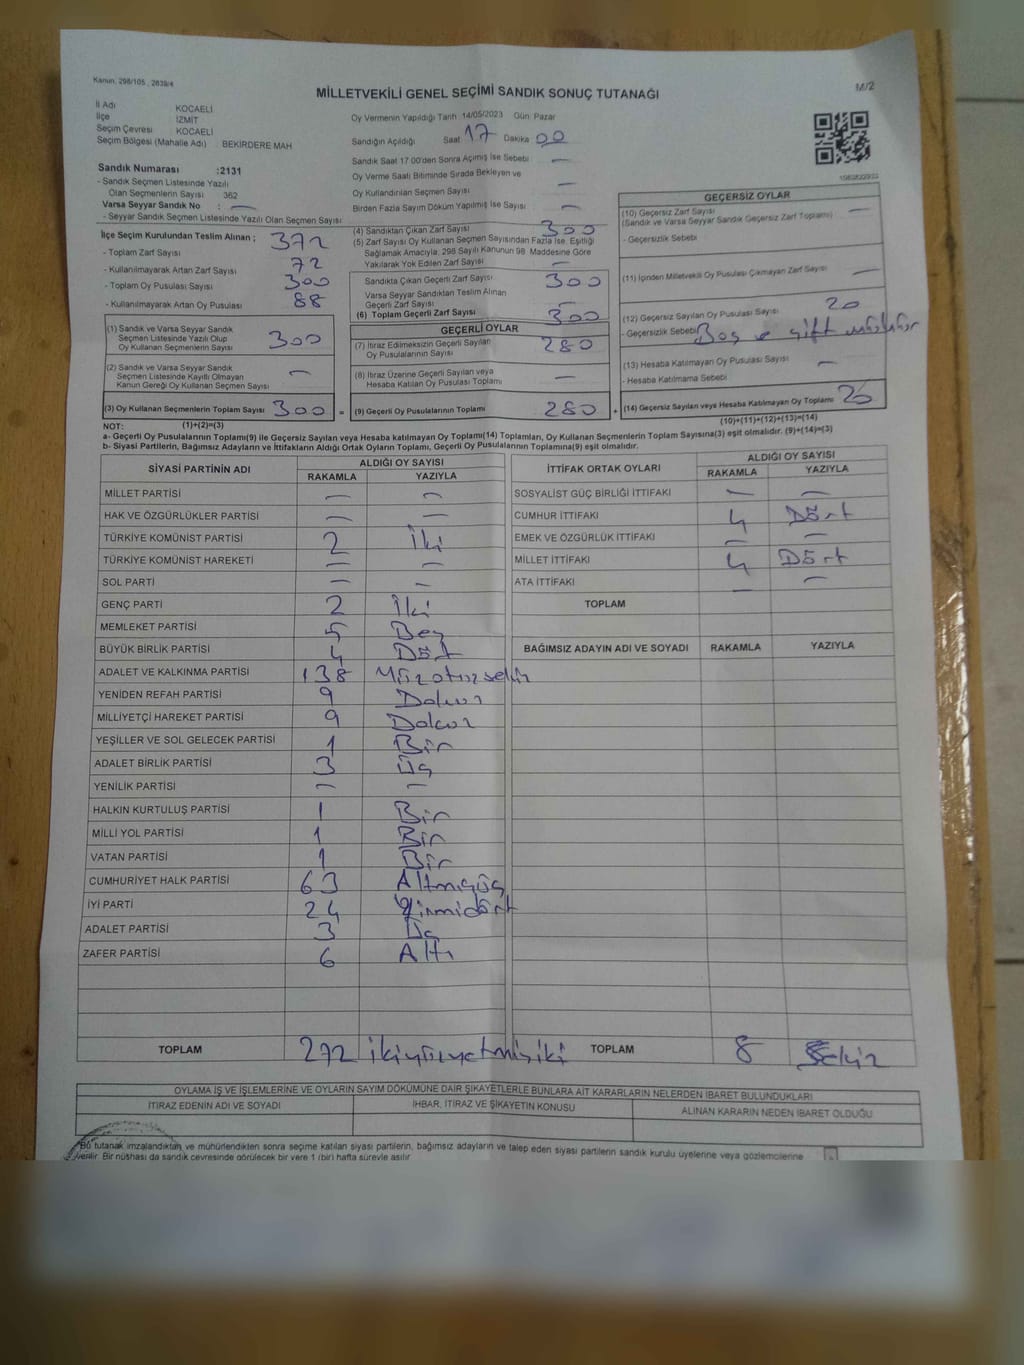 Kanun, 298/105, 2839/4
MİLLETVEKİLİ GENEL SEÇİMİ SANDIK SONUÇ TUTANAĞI
M/2
İl Adı KOCAELİ
İlçe İZMİT
Seçim Çevresi KOCAELİ
Seçim Bölgesi (Mahalle Adı) BEKIRDERE MAH
Oy Vermenin Yapıldığı Tarih 14/05/2023 Gün Pazar
Sandığın Açıldığı Saat 17 Dakika 00
Sandık Saat 17.00'den Sonra Açımış İse Sebebi —
Oy Verme Saati Bitiminde Sırada Bekleyen ve
Oy Kullandırılan Seçmen Sayısı —
Birden Fazla Sayım Döküm Yapılmış İse Sayısı —
Sandık Numarası :2131
- Sandık Seçmen Listesinde Yazılı
Olan Seçmenlerin Sayısı 362
Varsa Seyyar Sandık No : —
- Seyyar Sandık Seçmen Listesinde Yazılı Olan Seçmen Sayısı
İlçe Seçim Kurulundan Teslim Alınan ; 372
- Toplam Zarf Sayısı
- Kullanılmayarak Artan Zarf Sayısı 72
- Toplam Oy Pusulası 300
- Kullanılmayarak Artan Oy Pusulası 88
(1) Sandık ve Varsa Seyyar Sandık
Seçmen Listesinde Yazılı Olup
Oy Kullanan Seçmenlerin Sayısı 300
(2) Sandık ve Varsa Seyyar Sandık
Seçmen Listesinde Kayıtlı Olmayan
Kanun Gereği Oy Kullanan Seçmen Sayısı —
(3) Oy Kullanan Seçmenlerin Toplam Sayısı 300 =
(4) Sandıktan Çıkan Zarf Sayısı 300
(5) Zarf Sayısı Oy Kullanan Seçmen Sayısından Fazla İse, Eşitliği
Sağlamak Amacıyla, 298 Sayılı Kanunun 98. Maddesine Göre
Yakılarak Yok Edilen Zarf Sayısı —
Sandıkta Çıkan Geçerli Zarf Sayısı 300
Varsa Seyyar Sandıktan Teslim Alınan
Geçerli Zarf Sayısı —
(6) Toplam Geçerli Zarf Sayısı 300
GEÇERLİ OYLAR
(7) İtiraz Edilmeksizin Geçerli Sayılan
Oy Pusulalarının Sayısı 280
(8) İtiraz Üzerine Geçerli Sayılan veya
Hesaba Katılan Oy Pusulası Toplamı —
(9) Geçerli Oy Pusulalarının Toplamı 280 +
GEÇERSİZ OYLAR
(10) Geçersiz Zarf Sayısı —
(Sandık ve Varsa Seyyar Sandık Geçersiz Zarf Toplamı)
- Geçersizlik Sebebi
(11) İçinden Milletvekili Oy Pusulası Çıkmayan Zarf Sayısı —
(12) Geçersiz Sayılan Oy Pusulası Sayısı 20
- Geçersizlik Sebebi Boş ve çift mühür
(13) Hesaba Katılmayan Oy Pusulası Sayısı —
- Hesaba Katılmama Sebebi
(14) Geçersiz Sayılan veya Hesaba Katılmayan Oy Toplamı 20
NOT: (1)+(2)=(3)
(10)+(11)+(12)+(13)=(14)
a- Geçerli Oy Pusulalarının Toplamı(9) ile Geçersiz Sayılan veya Hesaba katılmayan Oy Toplamı(14) Toplamları, Oy Kullanan Seçmenlerin Toplam Sayısına(3) eşit olmalıdır. (9)+(14)=(3)
b- Siyasi Partilerin, Bağımsız Adayların ve İttifakların Aldığı Ortak Oyların Toplamı, Geçerli Oy Pusulalarının Toplamına(9) eşit olmalıdır.
SİYASİ PARTİNİN ADI ALDIĞI OY SAYISI
RAKAMLA YAZIYLA
MİLLET PARTİSİ — —
HAK VE ÖZGÜRLÜKLER PARTİSİ — —
TÜRKİYE KOMÜNİST PARTİSİ 2 İki
TÜRKİYE KOMÜNİST HAREKETİ — —
SOL PARTİ — —
GENÇ PARTİ 2 İki
MEMLEKET PARTİSİ 5 Beş
BÜYÜK BİRLİK PARTİSİ 4 Dört
ADALET VE KALKINMA PARTİSİ 138
YENİDEN REFAH PARTİSİ 9 Dokuz
MİLLİYETÇİ HAREKET PARTİSİ 9 Dokuz
YEŞİLLER VE SOL GELECEK PARTİSİ 1 Bir
ADALET BİRLİK PARTİSİ 3 Üç
YENİLİK PARTİSİ — —
HALKIN KURTULUŞ PARTİSİ 1 Bir
MİLLİ YOL PARTİSİ 1 Bir
VATAN PARTİSİ 1 Bir
CUMHURİYET HALK PARTİSİ 63 Altmışüç
İYİ PARTİ 24 Yirmidört
ADALET PARTİSİ 3 Üç
ZAFER PARTİSİ 6 Altı
TOPLAM 272 ikiyüzyetmişiki
İTTİFAK ORTAK OYLARI ALDIĞI OY SAYISI
RAKAMLA YAZIYLA
SOSYALİST GÜÇ BİRLİĞİ İTTİFAKI — —
CUMHUR İTTİFAKI 4 Dört
EMEK VE ÖZGÜRLÜK İTTİFAKI — —
MİLLET İTTİFAKI 4 Dört
ATA İTTİFAKI — —
TOPLAM
BAĞIMSIZ ADAYIN ADI VE SOYADI RAKAMLA YAZIYLA
TOPLAM 8 Sekiz
OYLAMA İŞ VE İŞLEMLERİNE VE OYLARIN SAYIM DÖKÜMÜNE DAİR ŞİKAYETLERLE BUNLARA AİT KARARLARIN NELERDEN İBARET BULUNDUKLARI
İTİRAZ EDENİN ADI VE SOYADI İHBAR, İTİRAZ VE ŞİKAYETİN KONUSU ALINAN KARARIN NEDEN İBARET OLDUĞU
Bu tutanak imzalandıktan ve mühürlendikten sonra seçime katılan siyasi partilerin, bağımsız adayların ve talep eden siyasi partilerin sandık kurulu üyelerine veya gözlemcilerine
verilir. Bir nüshası da sandık çevresinde görülecek bir yere 1 (bir) hafta süreyle asılır.